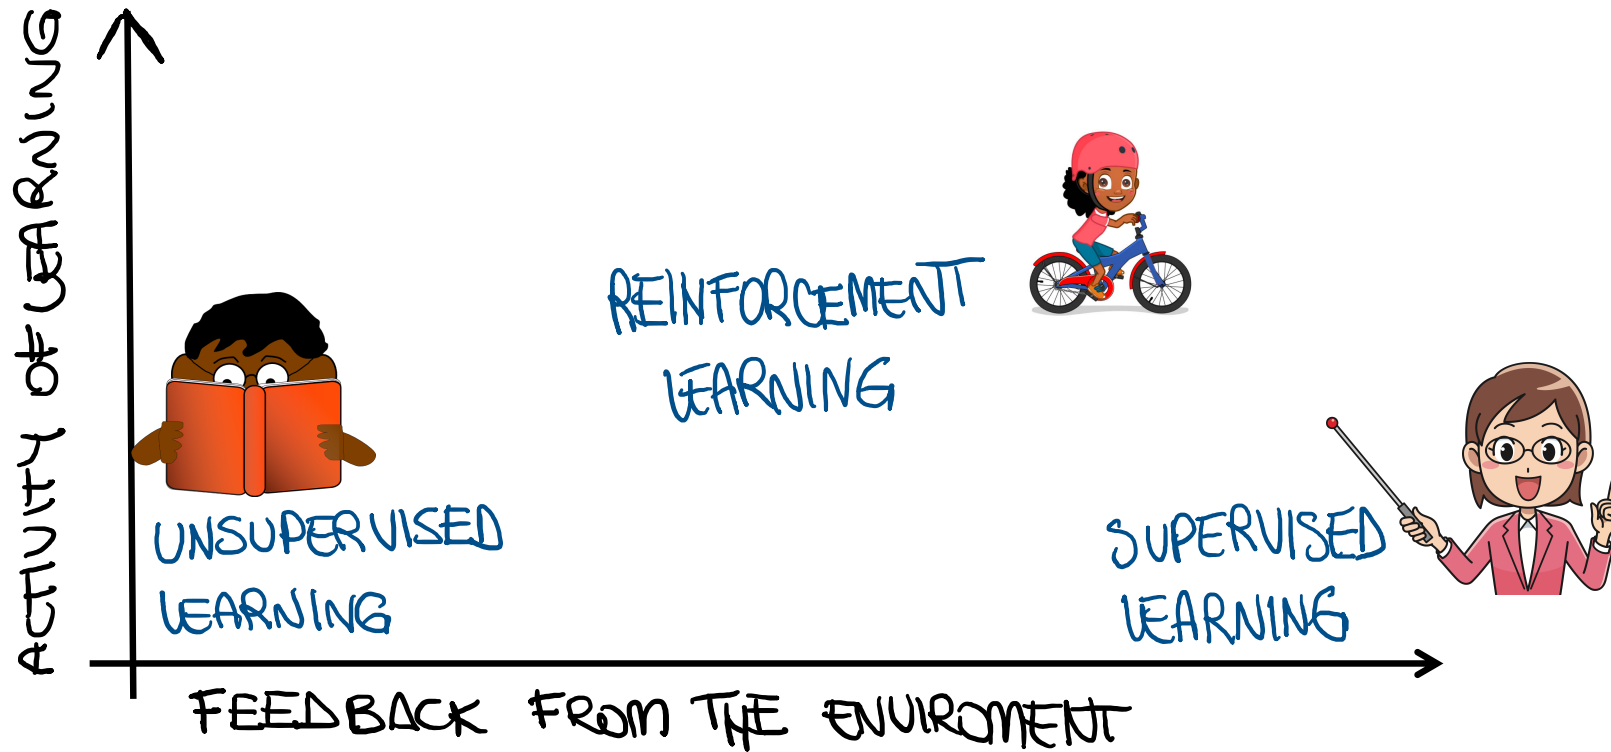 ACTIVITY OF LEARNING
REINFORCEMENT
LEARNING
UNSUPERVISED
LEARNING
SUPERVISED
LEARNING
FEEDBACK FROM THE ENVIROMENT